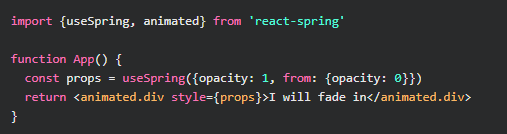 import {useSpring, animated} from 'react-spring'
function App() {
  const props = useSpring({opacity: 1, from: {opacity: 0}})
  return <animated.div style={props}>I will fade in</animated.div>
}